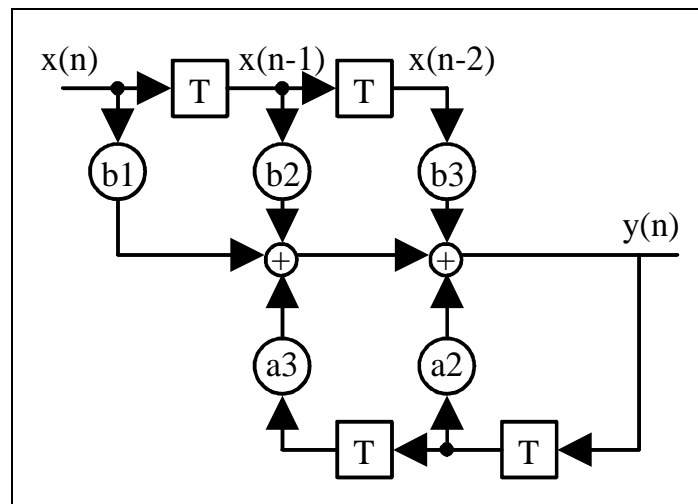 x(n) x(n-1) x(n-2)
T T
b1 b2 b3
y(n)
+ +
a3 a2
T T